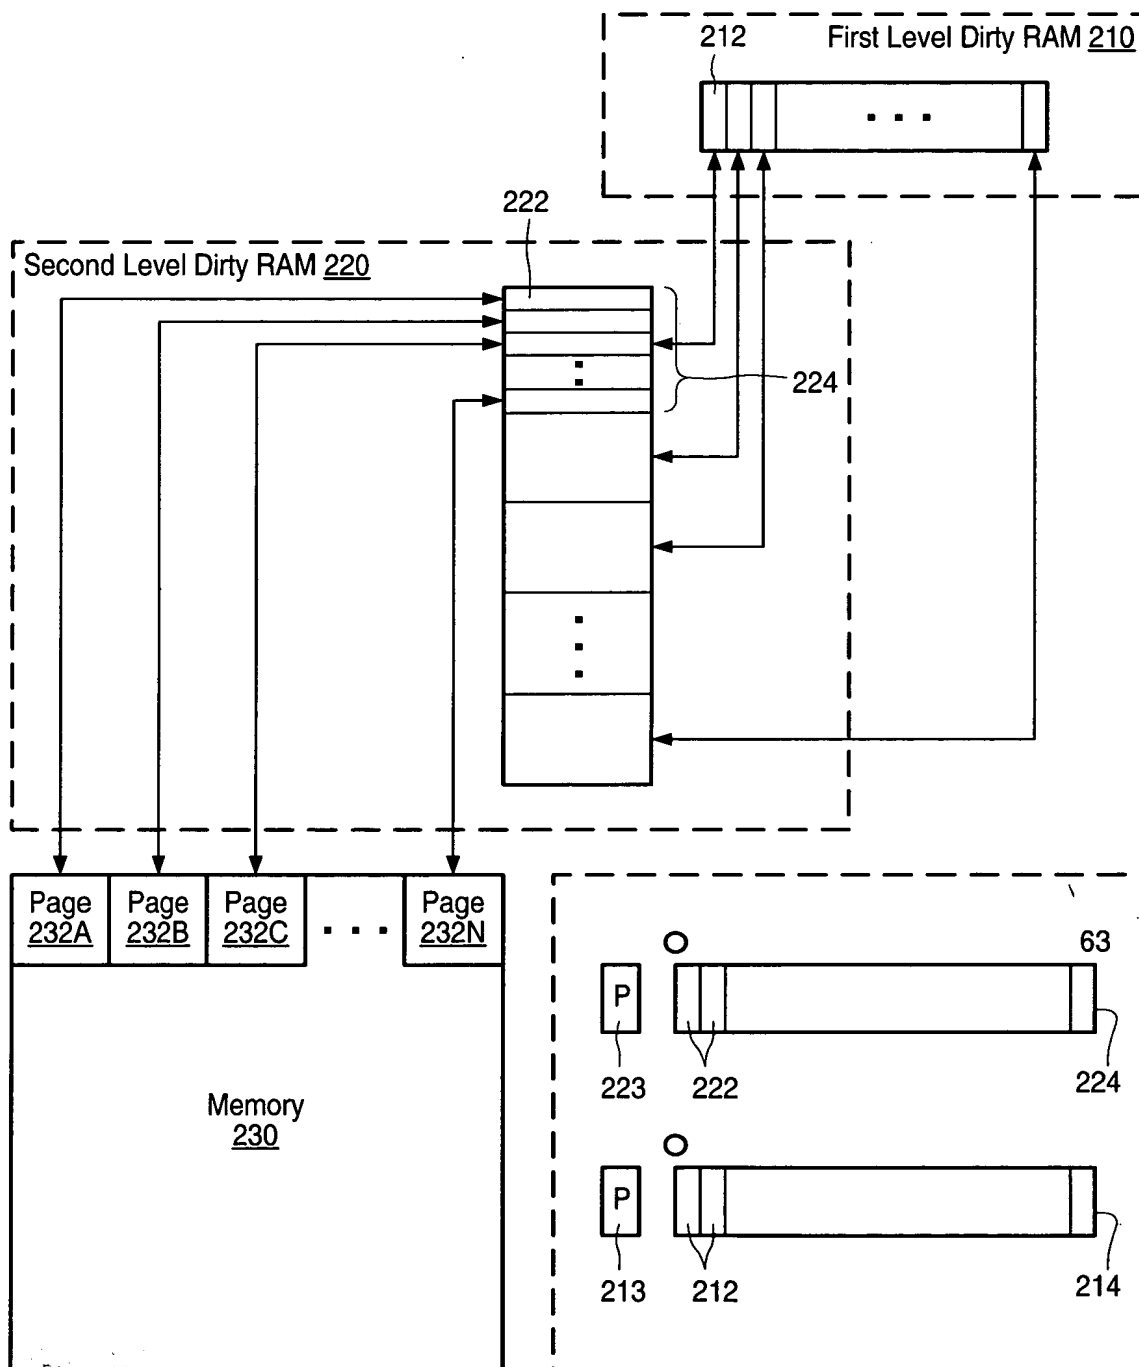 212
First Level Dirty RAM 210
222
Second Level Dirty RAM 220
224
Page
232A
Page
232B
Page
232C
Page
232N
Memory
230
0
63
P
223
222
224
0
P
213
212
214